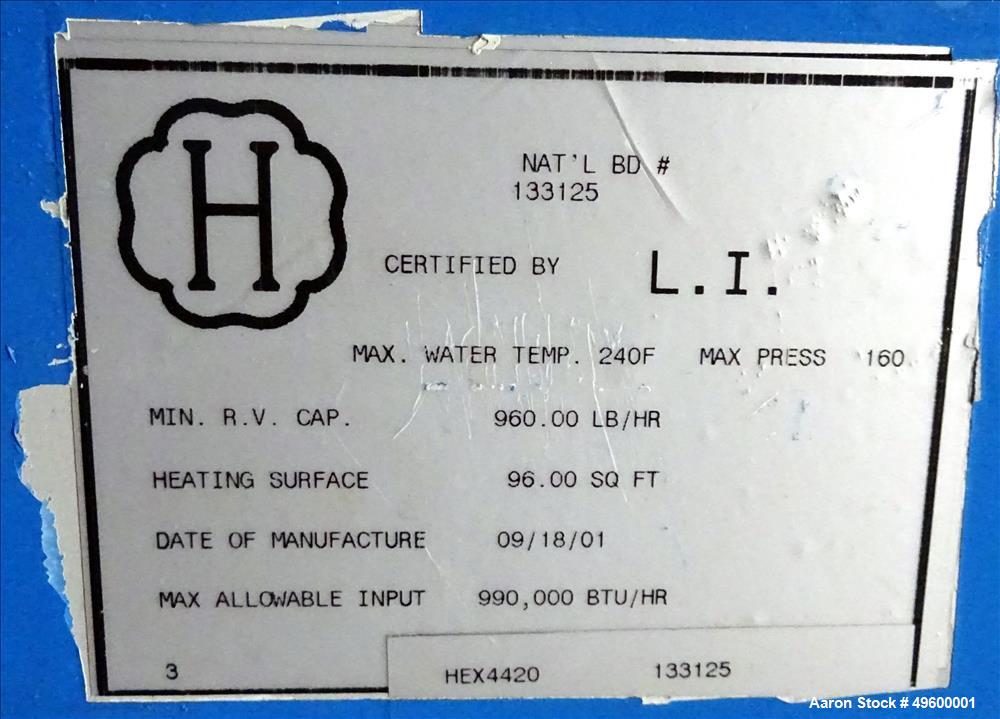 H
NAT'L BD #
133125
CERTIFIED BY L.I.
MAX. WATER TEMP. 240F MAX PRESS 160
MIN. R.V. CAP. 960.00 LB/HR
HEATING SURFACE 96.00 SQ FT
DATE OF MANUFACTURE 09/18/01
MAX ALLOWABLE INPUT 990,000 BTU/HR
3 HEX4420 133125
Aaron Stock # 49600001